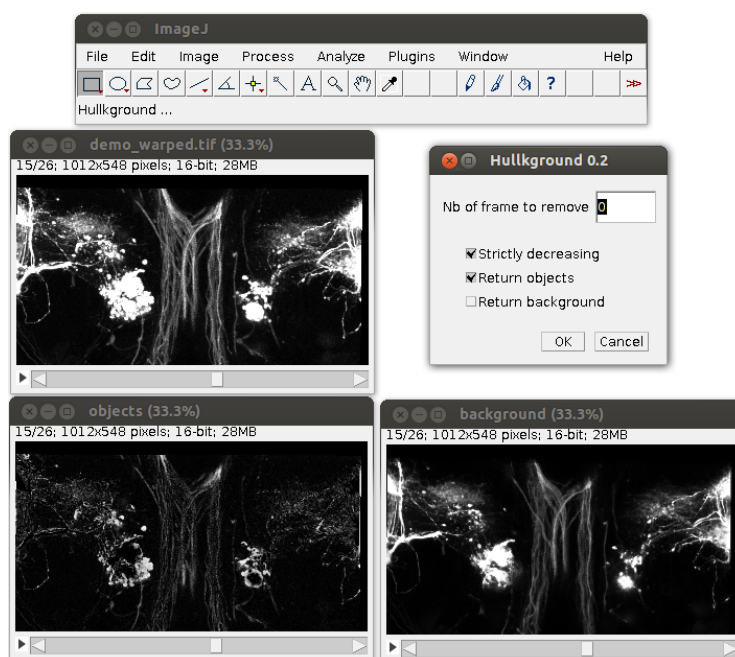 ImageJ
File Edit Image Process Analyze Plugins Window Help
A ? >>
Hullkground ...
demo_warped.tif (33.3%)
15/26; 1012x548 pixels; 16-bit; 28MB
Hullkground 0.2
Nb of frame to remove 0
Strictly decreasing
Return objects
Return background
OK Cancel
objects (33.3%)
15/26; 1012x548 pixels; 16-bit; 28MB
background (33.3%)
15/26; 1012x548 pixels; 16-bit; 28MB